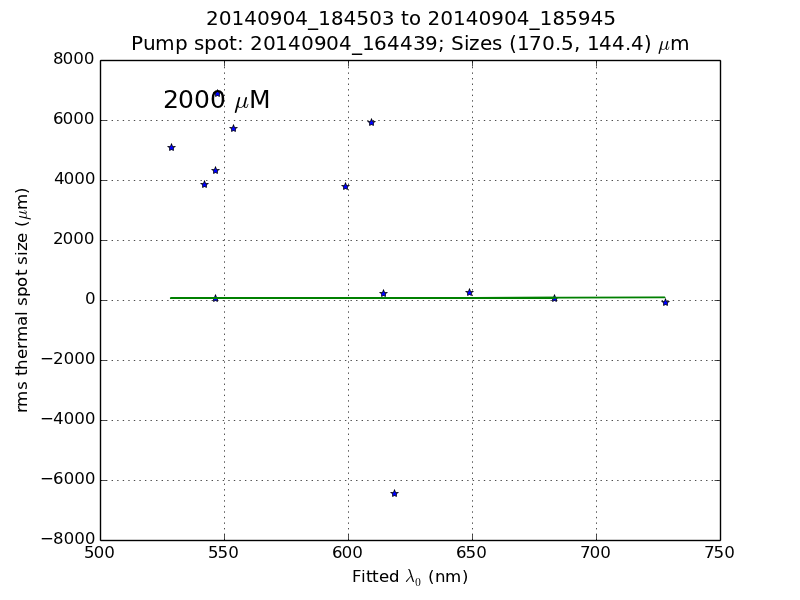 20140904_184503 to 20140904_185945
Pump spot: 20140904_164439; Sizes (170.5, 144.4) μm
8000
2000 μM
6000
4000
2000
0
−2000
−4000
−6000
−8000
rms thermal spot size (μm)
500 550 600 650 700 750
Fitted λ₀ (nm)